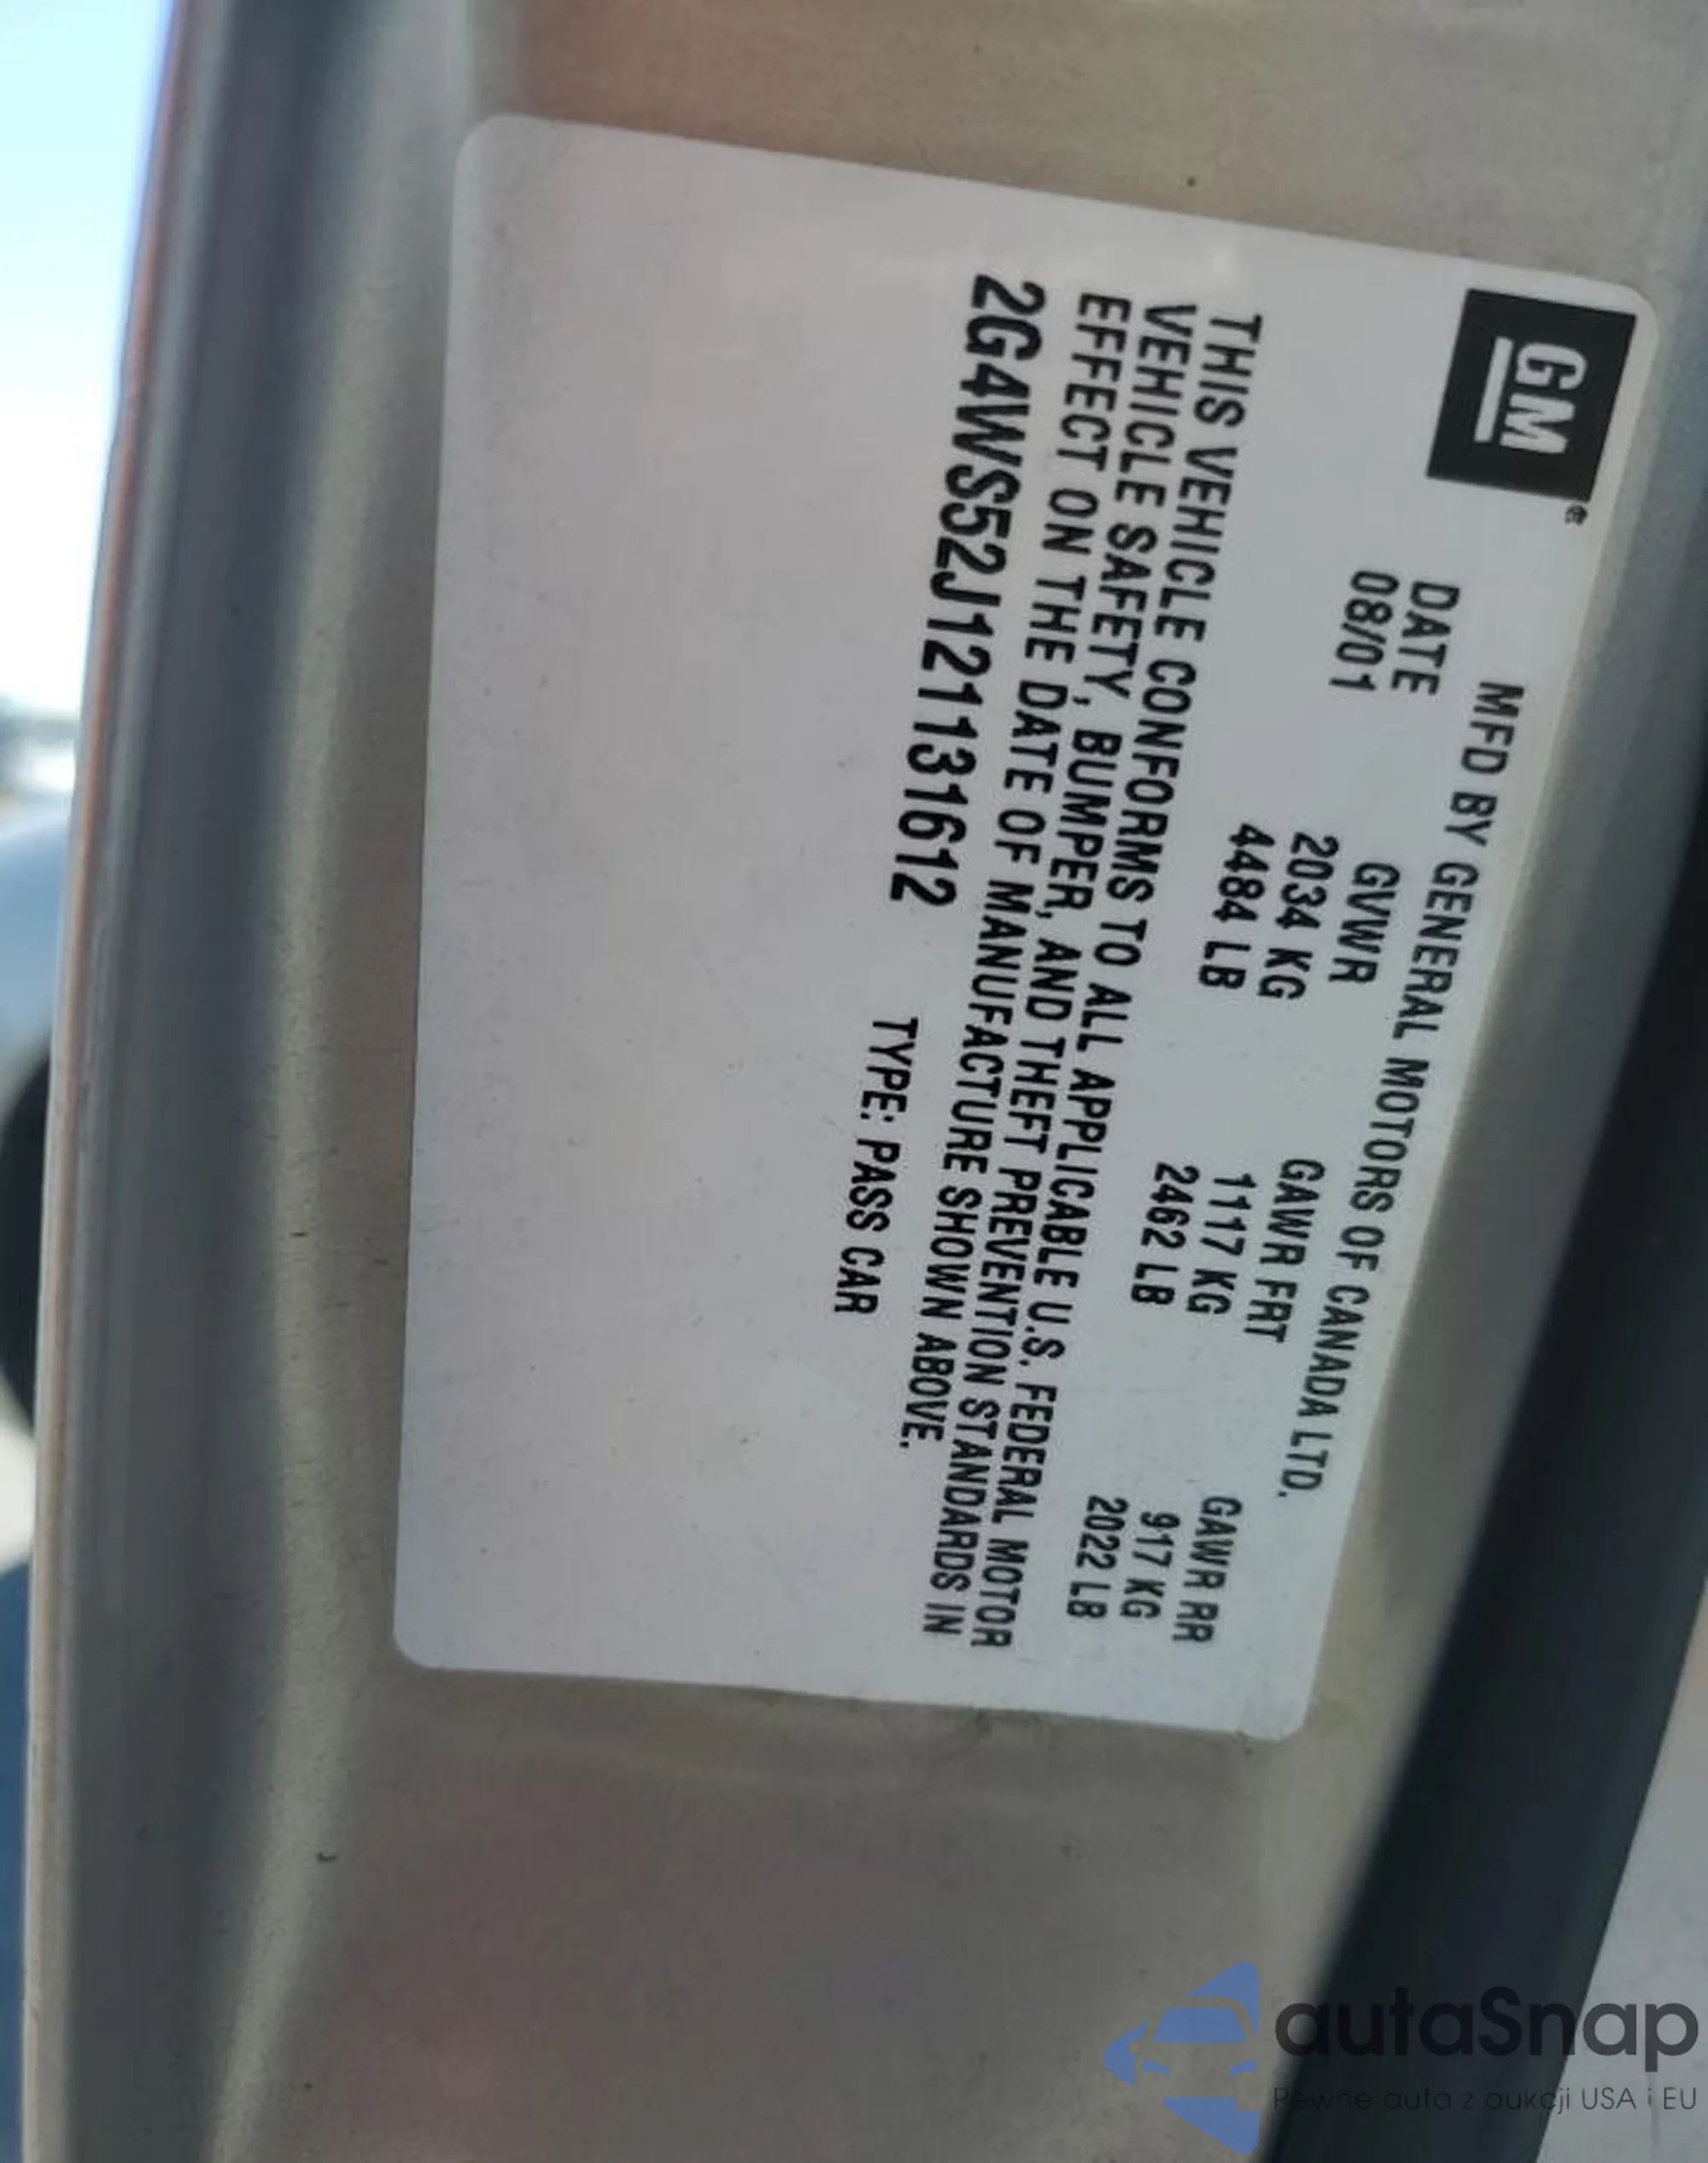 GM®
MFD BY GENERAL MOTORS OF CANADA LTD.
DATE GVWR GAWR FRT GAWR RR
08/01 2034 KG 1117 KG 917 KG
4484 LB 2462 LB 2022 LB
THIS VEHICLE CONFORMS TO ALL APPLICABLE U.S. FEDERAL MOTOR
VEHICLE SAFETY, BUMPER, AND THEFT PREVENTION STANDARDS IN
EFFECT ON THE DATE OF MANUFACTURE SHOWN ABOVE.
2G4WS52J121131612 TYPE: PASS CAR
autaSnap
Pewne auta z aukcji USA i EU